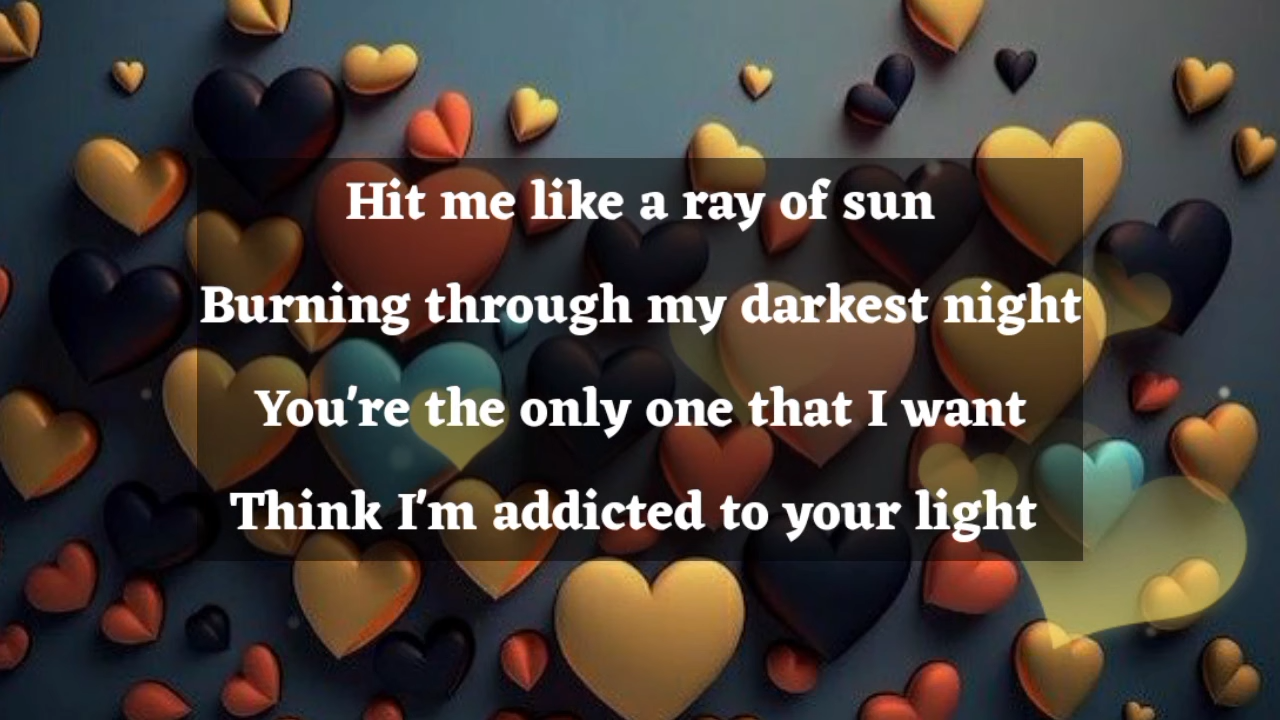 Hit me like a ray of sun
Burning through my darkest night
You're the only one that I want
Think I'm addicted to your light